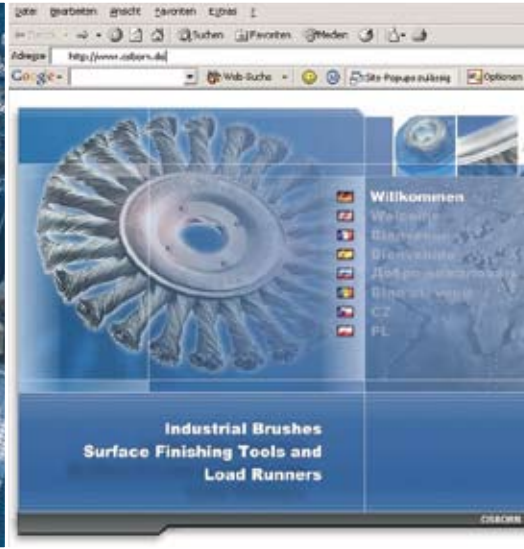 Datei Bearbeiten Ansicht Favoriten Extras ?
Suchen Favoriten Medien
Adresse http://www.osborn.de
Google Web-Suche Site-Popups zulässig Optionen
Willkommen
Welcome
Bienvenue
Bienvenido
CZ
PL
Industrial Brushes
Surface Finishing Tools and
Load Runners
OSBORN